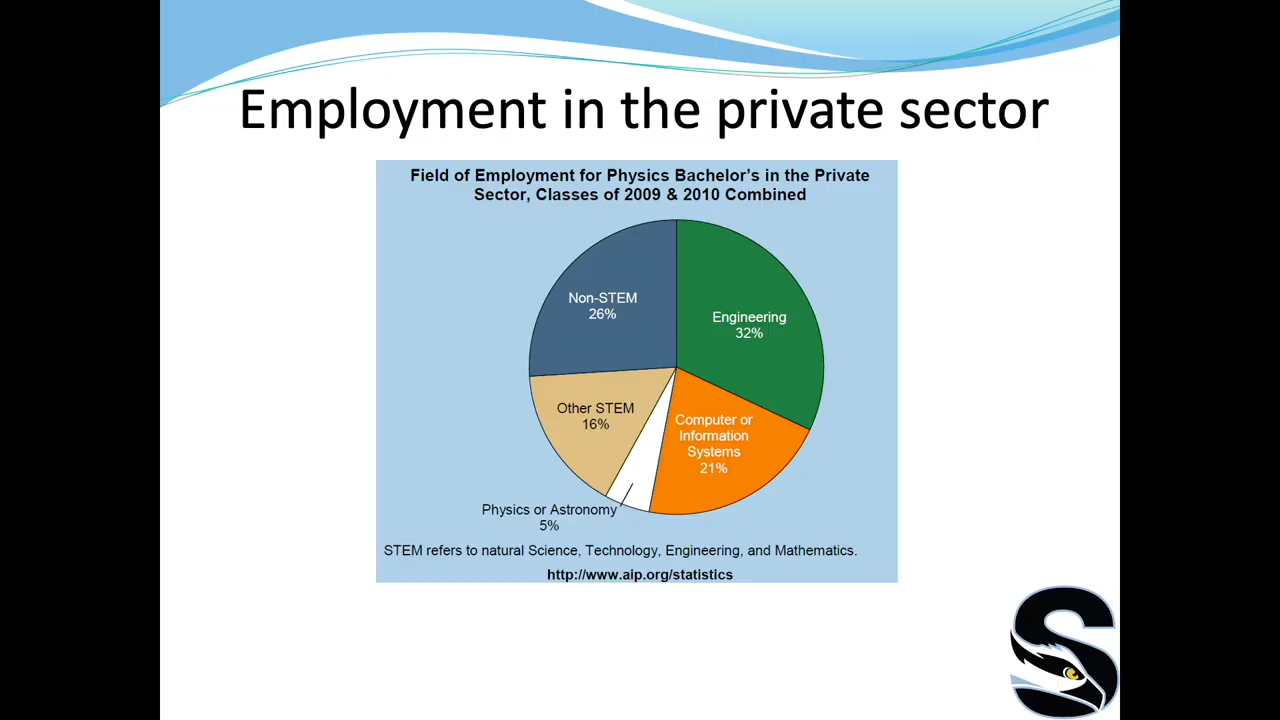 Employment in the private sector
Field of Employment for Physics Bachelor's in the Private
Sector, Classes of 2009 & 2010 Combined
Non-STEM
26%
Engineering
32%
Other STEM
16%
Computer or
Information
Systems
21%
Physics or Astronomy
5%
STEM refers to natural Science, Technology, Engineering, and Mathematics.
http://www.aip.org/statistics
S